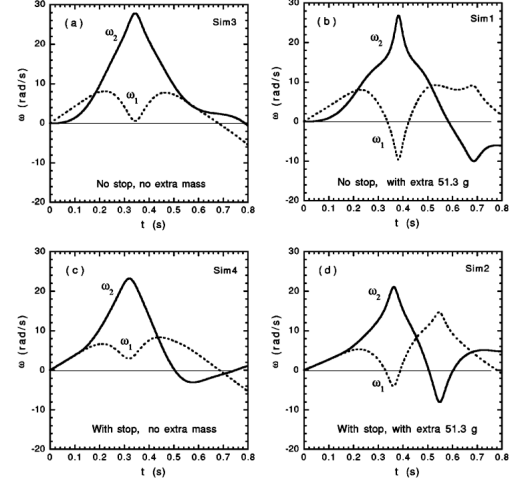 (a) Sim3
30
20
10
0
-10
-20
ω (rad/s)
ω2
ω1
No stop, no extra mass
0 0.1 0.2 0.3 0.4 0.5 0.6 0.7 0.8
t (s)
(b) Sim1
30
20
10
0
-10
-20
ω (rad/s)
ω2
ω1
No stop, with extra 51.3 g
0 0.1 0.2 0.3 0.4 0.5 0.6 0.7 0.8
t (s)
(c) Sim4
30
20
10
0
-10
-20
ω (rad/s)
ω2
ω1
With stop, no extra mass
0 0.1 0.2 0.3 0.4 0.5 0.6 0.7 0.8
t (s)
(d) Sim2
30
20
10
0
-10
-20
ω (rad/s)
ω2
ω1
With stop, with extra 51.3 g
0 0.1 0.2 0.3 0.4 0.5 0.6 0.7 0.8
t (s)